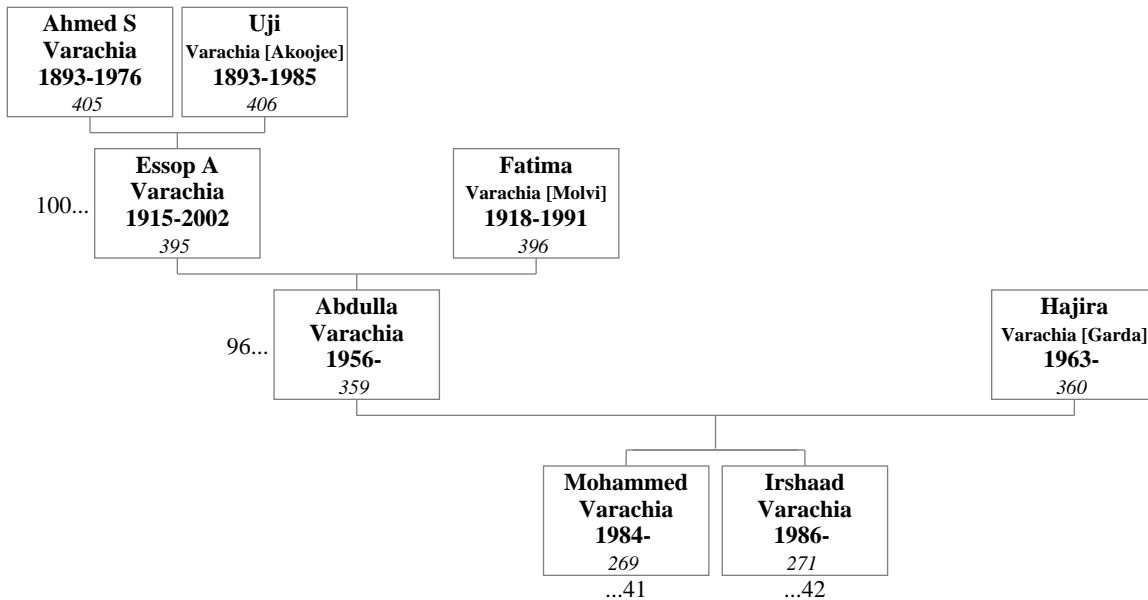 Ahmed S
Varachia
1893-1976
405
Uji
Varachia [Akoojee]
1893-1985
406
100...
Essop A
Varachia
1915-2002
395
Fatima
Varachia [Molvi]
1918-1991
396
96...
Abdulla
Varachia
1956-
359
Hajira
Varachia [Garda]
1963-
360
Mohammed
Varachia
1984-
269
...41
Irshaad
Varachia
1986-
271
...42